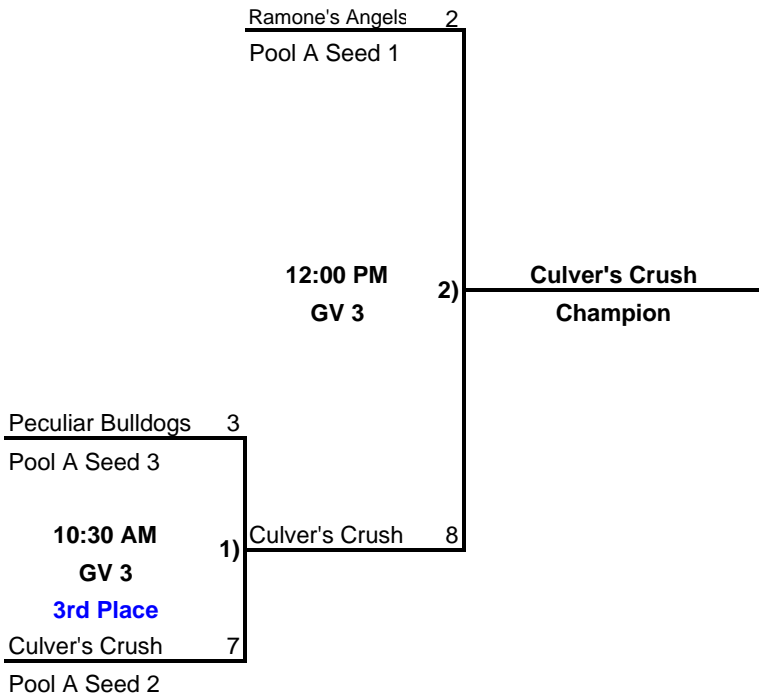 Ramone's Angels 2
Pool A Seed 1
12:00 PM
GV 3
2)
Culver's Crush
Champion
Peculiar Bulldogs 3
Pool A Seed 3
10:30 AM
GV 3
3rd Place
1)
Culver's Crush 8
Culver's Crush 7
Pool A Seed 2